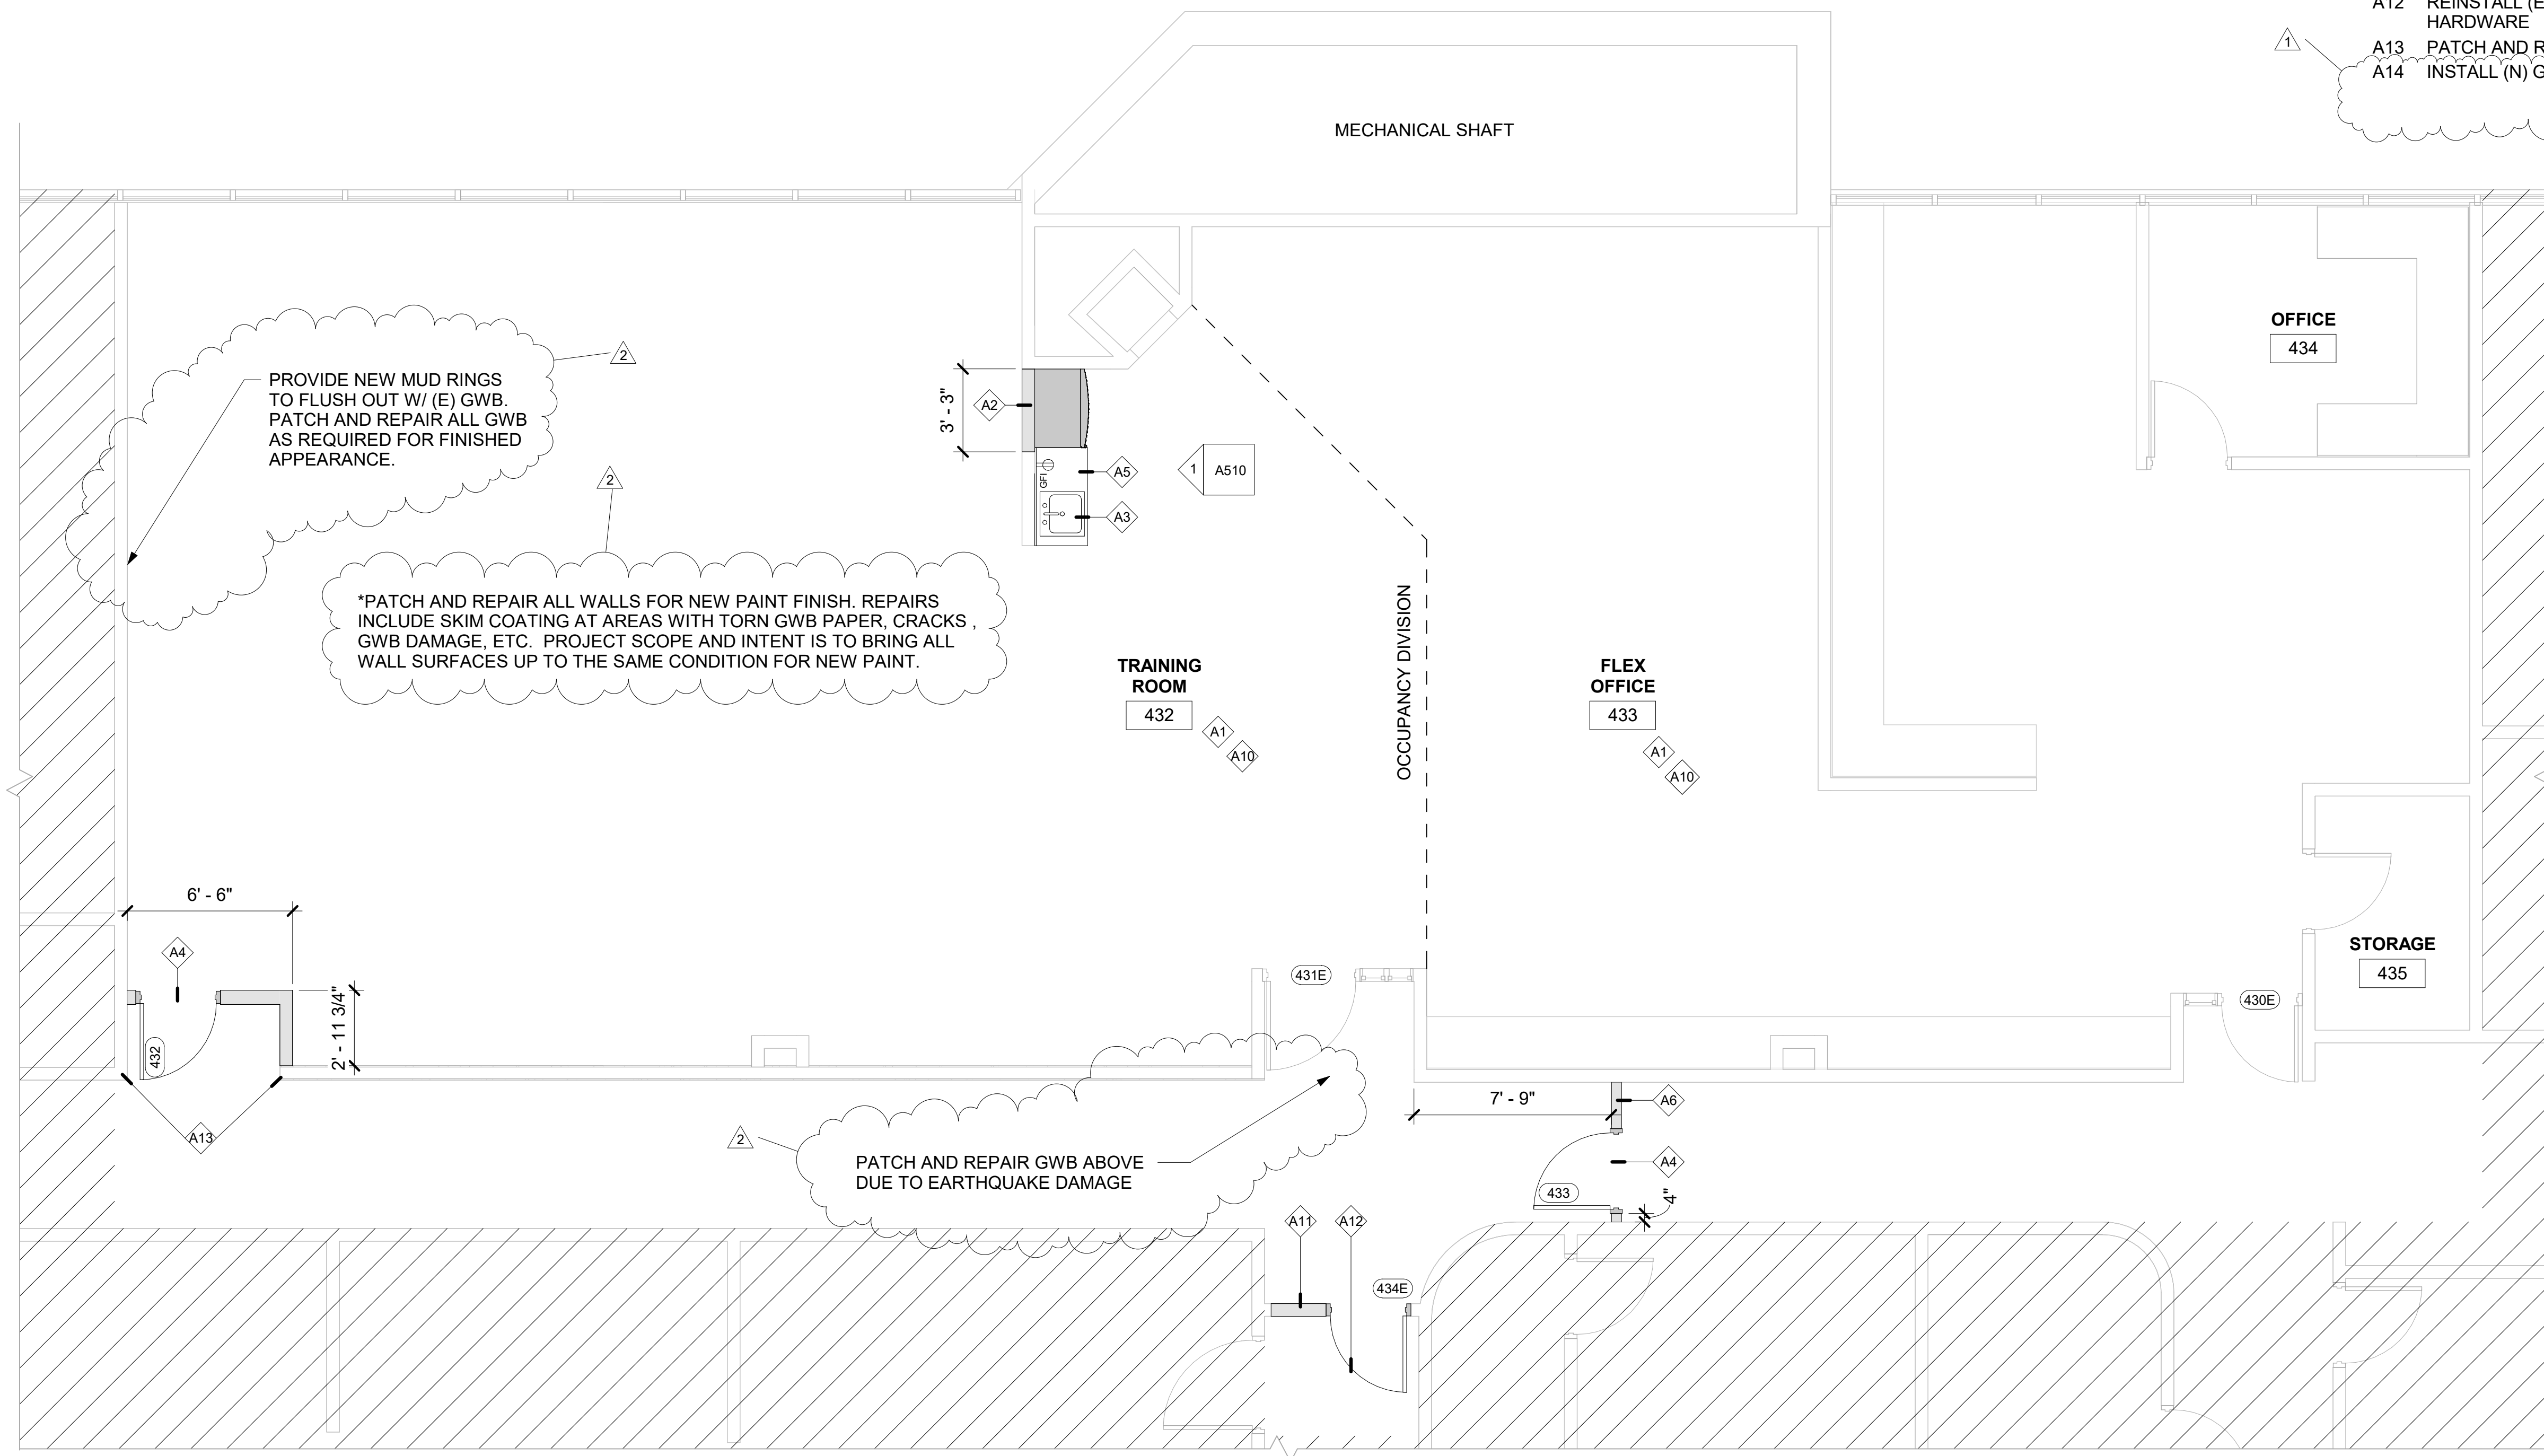 A12 REINSTALL (E
HARDWARE
A13 PATCH AND R
A14 INSTALL (N) G
1
MECHANICAL SHAFT
OFFICE
434
2
PROVIDE NEW MUD RINGS
TO FLUSH OUT W/ (E) GWB.
PATCH AND REPAIR ALL GWB
AS REQUIRED FOR FINISHED
APPEARANCE.
3' - 3"
A2
A5
GFI
A3
1 A510
2
*PATCH AND REPAIR ALL WALLS FOR NEW PAINT FINISH. REPAIRS
INCLUDE SKIM COATING AT AREAS WITH TORN GWB PAPER, CRACKS ,
GWB DAMAGE, ETC. PROJECT SCOPE AND INTENT IS TO BRING ALL
WALL SURFACES UP TO THE SAME CONDITION FOR NEW PAINT.
TRAINING
ROOM
432
A1
A10
OCCUPANCY DIVISION
FLEX
OFFICE
433
A1
A10
6' - 6"
A4
2' - 11 3/4"
432
A13
431E
STORAGE
435
430E
2
PATCH AND REPAIR GWB ABOVE
DUE TO EARTHQUAKE DAMAGE
7' - 9"
A6
A4
433
4"
A11
A12
434E